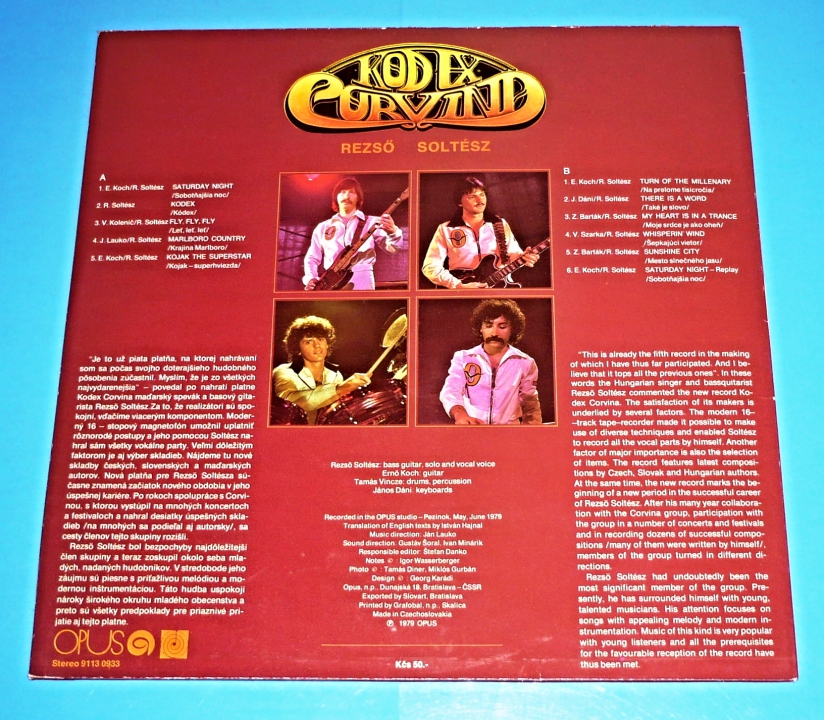 KODEX
CORVINA
REZSŐ SOLTÉSZ
A
1. E. Koch/R. Soltész SATURDAY NIGHT
/Sobotňajšia noc/
2. R. Soltész KODEX
/Kódex/
3. V. Kolenič/R. Soltész FLY, FLY, FLY
/Leť, leť, leť/
4. J. Lauko/R. Soltész MARLBORO COUNTRY
/Krajina Marlboro/
5. E. Koch/R. Soltész KOJAK THE SUPERSTAR
/Kojak – superhviezda/
B
1. E. Koch/R. Soltész TURN OF THE MILLENARY
/Na prelome tisícročia/
2. J. Dáni/R. Soltész THERE IS A WORD
/Také je slovo/
3. Z. Barták/R. Soltész MY HEART IS IN A TRANCE
/Moje srdce je ako oheň/
4. V. Szarka/R. Soltész WHISPERIN' WIND
/Šepkajúci vietor/
5. Z. Barták/R. Soltész SUNSHINE CITY
/Mesto slnečného jasu/
6. E. Koch/R. Soltész SATURDAY NIGHT – Replay
/Sobotňajšia noc/
"Je to už piata platňa, na ktorej nahrávaní
som sa počas svojho doterajšieho hudobného
pôsobenia zúčastnil. Myslím, že je zo všetkých
najvydarenejšia" – povedal po nahratí platne
Kodex Corvina maďarský spevák a basový gita-
rista Rezső Soltész. Za to, že realizátori sú spo-
kojní, vďačíme viacerým komponentom. Moder-
ný 16 – stopový magnetofón umožnil uplatniť
rôznorodé postupy a jeho pomocou Soltész na-
hral sám všetky vokálne party. Veľmi dôležitým
faktorom je aj výber skladieb. Nájdeme tu nové
skladby českých, slovenských a maďarských
autorov. Nová platňa pre Rezső Soltésza sú-
časne znamená začiatok nového obdobia v jeho
úspešnej kariére. Po rokoch spolupráce s Corvi-
nou, s ktorou vystúpil na mnohých koncertoch
a festivaloch a nahral desiatky úspešných skla-
dieb /na mnohých sa podieľal aj autorsky/, sa
cesty členov tejto skupiny rozišli.
Rezső Soltész bol bezpochyby najdôležitejší
člen skupiny a teraz zoskupil okolo seba mla-
dých, nadaných hudobníkov. V stredobode jeho
záujmu sú piesne s príťažlivou melódiou a mo-
dernou inštrumentáciou. Táto hudba uspokojí
nároky širokého okruhu mladého obecenstva a
preto sú všetky predpoklady pre priaznivé pri-
jatie aj tejto platne.
OPUS
Stereo 9113 0933
Rezső Soltész: bass guitar, solo and vocal voice
Ernő Koch: guitar
Tamás Vincze: drums, percussion
János Dáni: keyboards
Recorded in the OPUS studio – Pezinok, May, June 1979
Translation of English texts by István Hajnal
Music direction: Ján Lauko
Sound direction: Gustáv Šoral, Ivan Minárik
Responsible editor: Štefan Danko
Notes © : Igor Wasserberger
Photo © : Tamás Diner, Miklós Gurbán
Design © : Georg Karádi
Opus, n.p., Dunajská 18, Bratislava – ČSSR
Exported by Slovart, Bratislava
Printed by Grafobal, n.p., Skalica
Made in Czechoslovakia
℗ 1979 OPUS
Kčs 50.-
"This is already the fifth record in the making
of which I have thus far participated. And I be-
lieve that it tops all the previous ones". In these
words the Hungarian singer and bassquitarist
Rezső Soltész commented the new record Ko-
dex Corvina. The satisfaction of its makers is
underlied by several factors. The modern 16–
–track tape–recorder made it possible to make
use of diverse techniques and enabled Soltész
to record all the vocal parts by himself. Another
factor of major importance is also the selection
of items. The record features latest composi-
tions by Czech, Slovak and Hungarian authors.
At the same time, the new record marks the be-
ginning of a new period in the successful career
of Rezső Soltész. After his many year collabora-
tion with the Corvina group, participation with
the group in a number of concerts and festivals
and in recording dozens of successful compo-
sitions /many of them were written by himself/,
members of the group turned in different di-
rections.
Rezső Soltész had undoubtedly been the
most significant member of the group. Pres-
ently, he has surrounded himself with young,
talented musicians. His attention focuses on
songs with appealing melody and modern in-
strumentation. Music of this kind is very popular
with young listeners and all the prerequisites
for the favourable reception of the record have
thus been met.